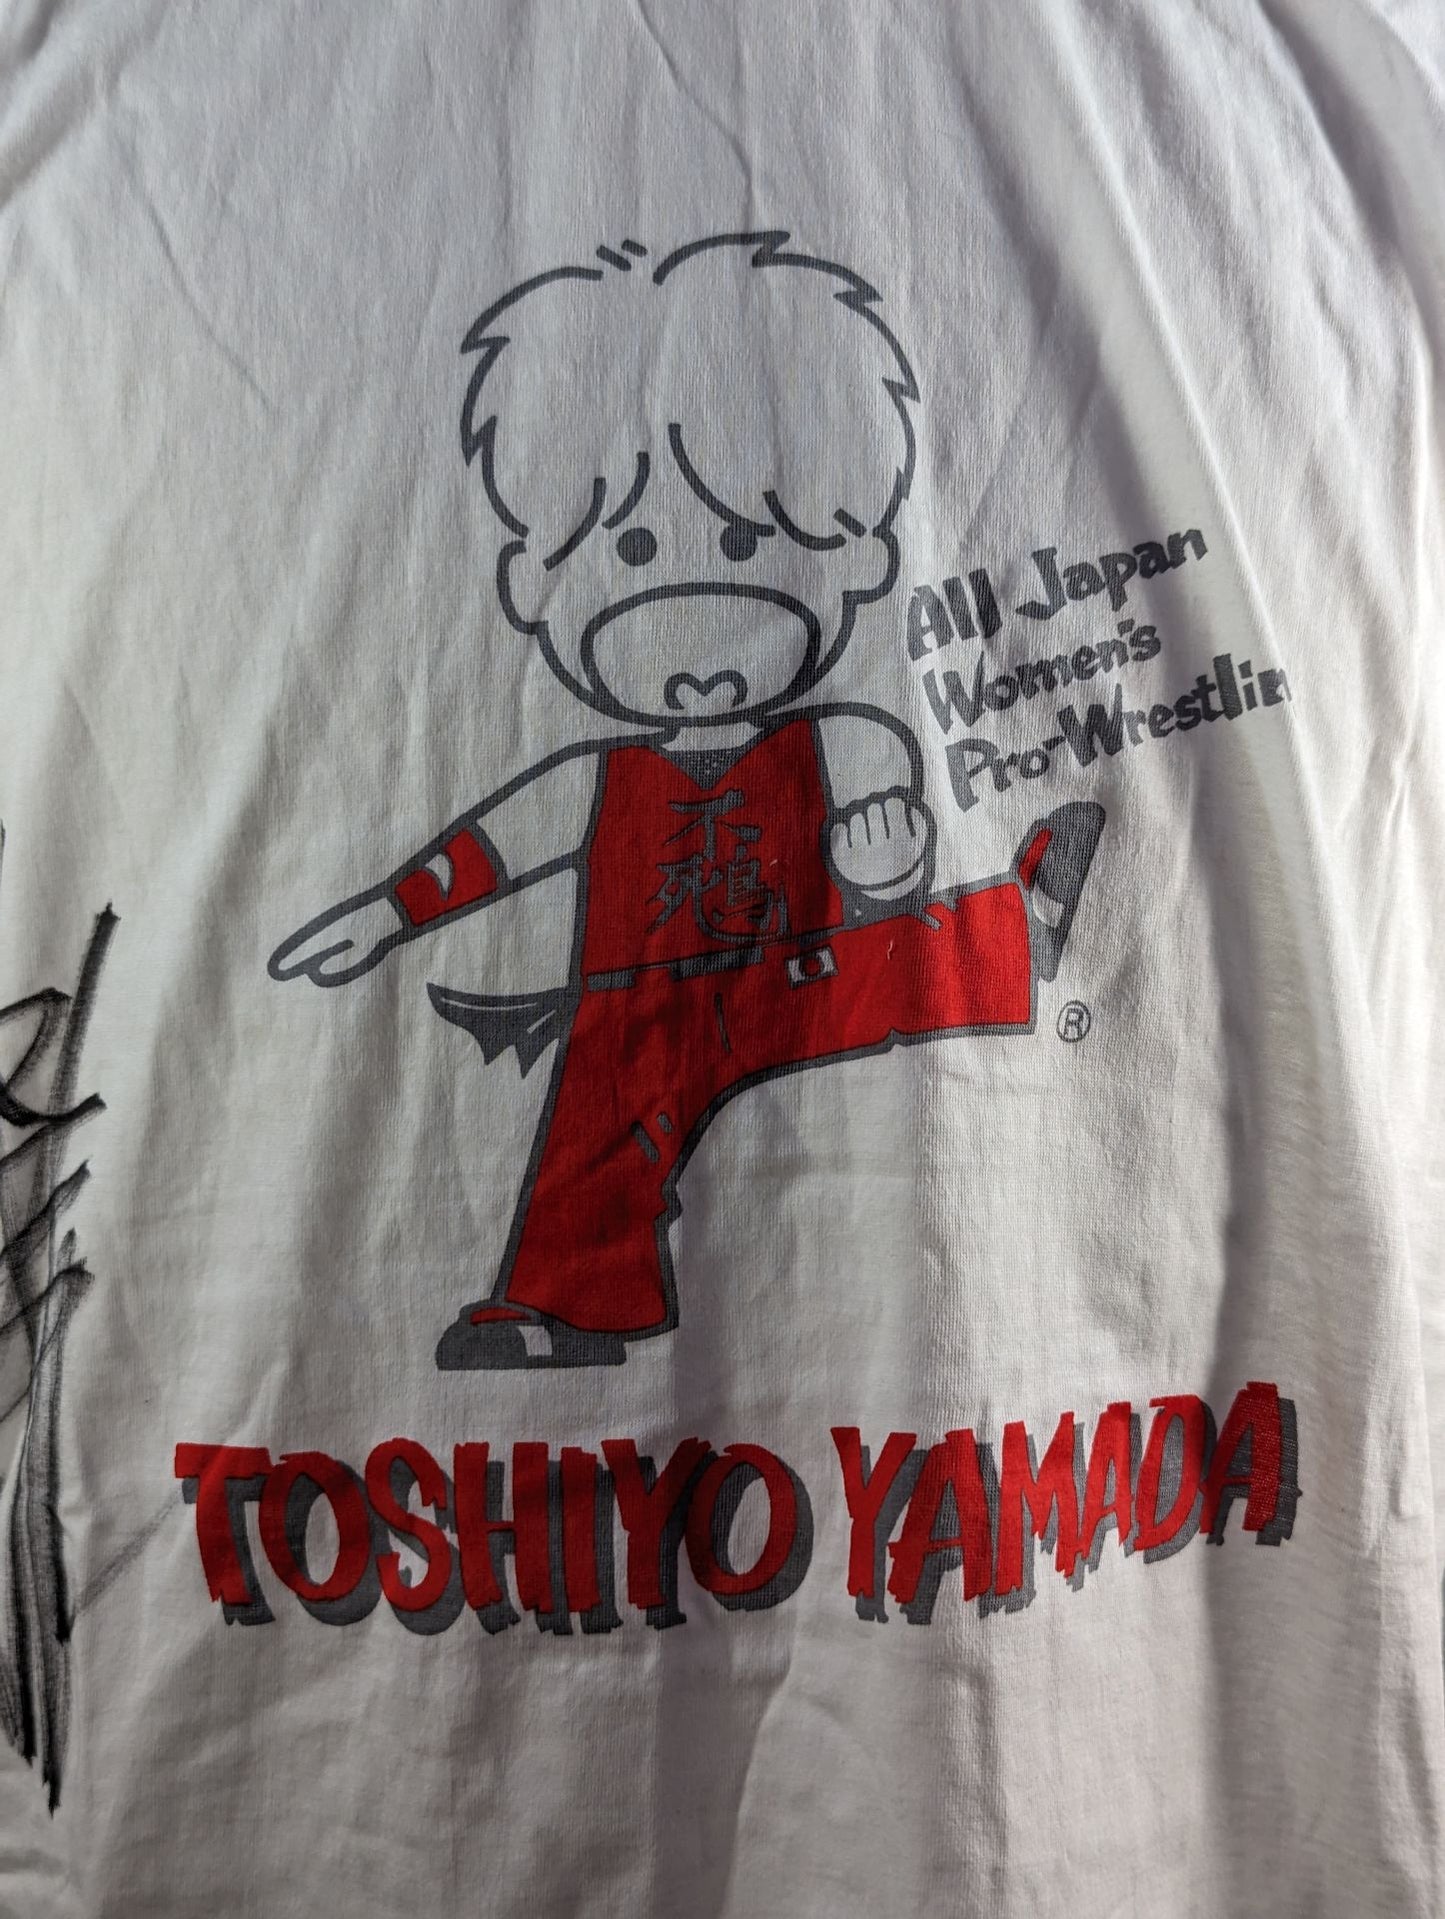 All Japan
Women's
Pro-Wrestlin
不
死鳥
®
TOSHIYO YAMADA